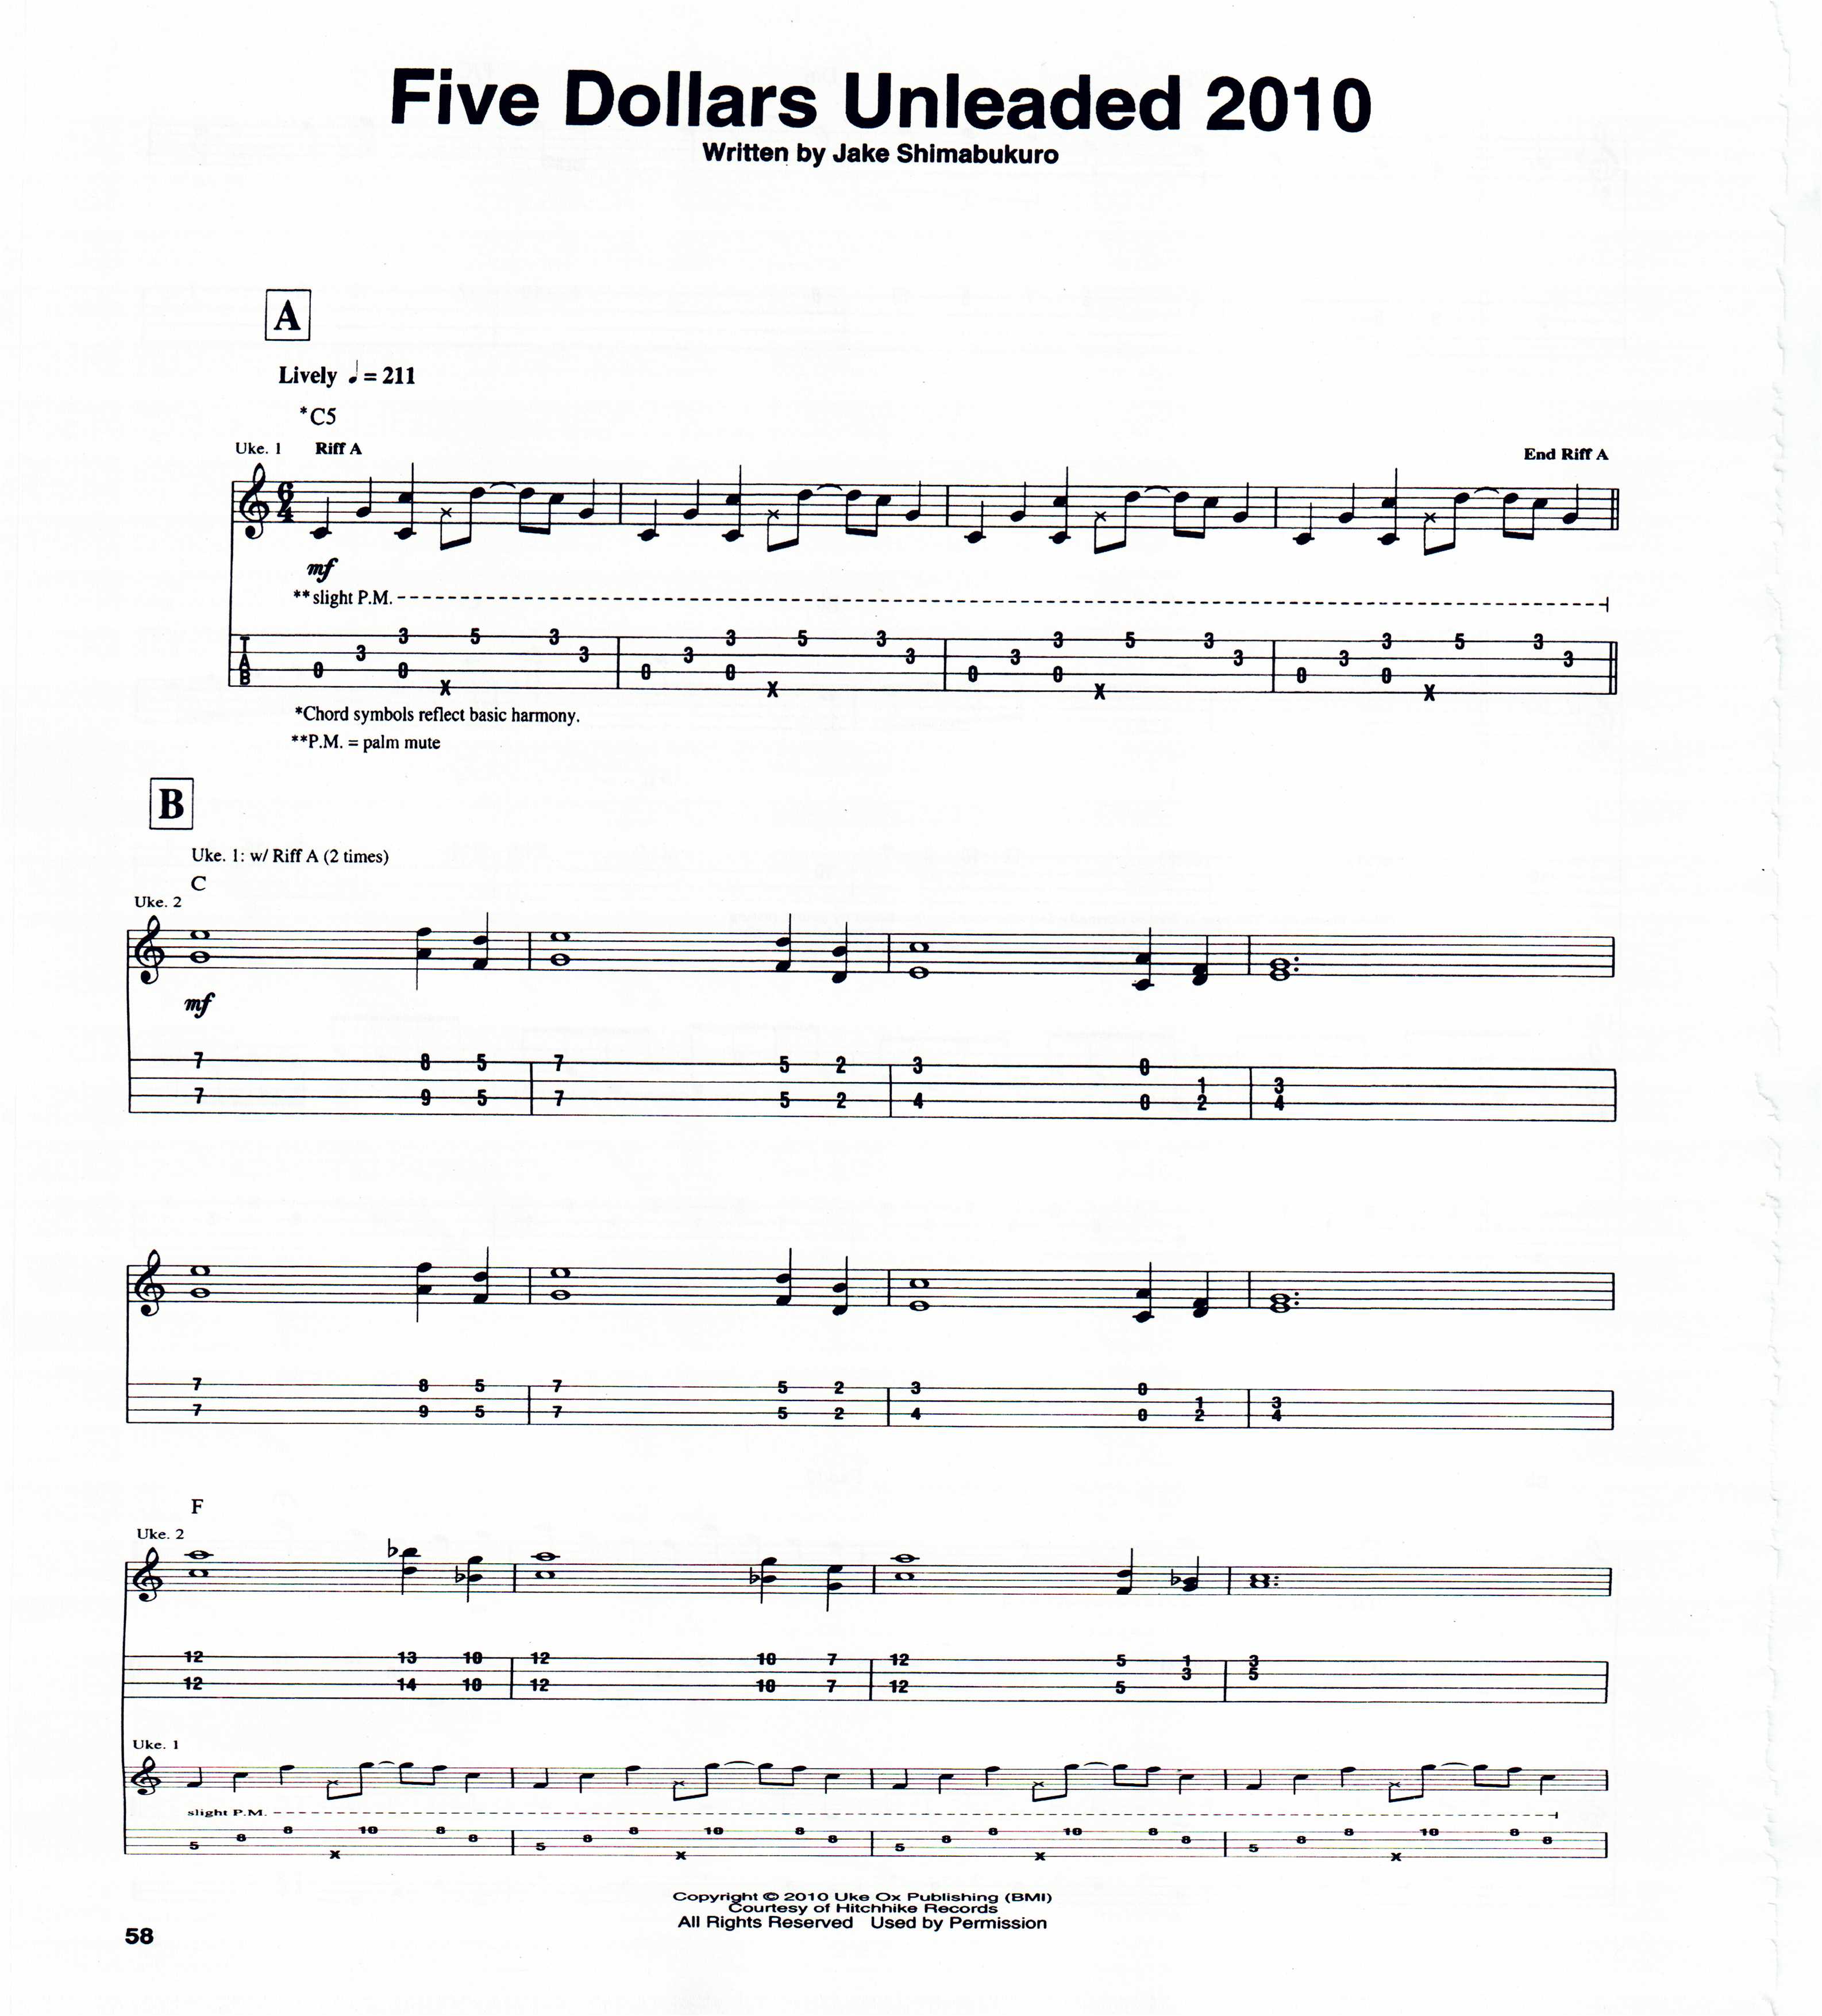 Five Dollars Unleaded 2010
Written by Jake Shimabukuro
A
Lively ♩ = 211
*C5
Uke. 1 Riff A End Riff A
6
4
mf
**slight P.M.
T 3 5 3 3 5 3 3 5 3 3 5 3
A 3 3 3 3 3 3 3 3
B 0 0 0 0 0 0 0 0
X X X X
*Chord symbols reflect basic harmony.
**P.M. = palm mute
B
Uke. 1: w/ Riff A (2 times)
C
Uke. 2
mf
7 8 5 7 5 2 3 0
1 3
7 9 5 7 5 2 4 0 2 4
7 8 5 7 5 2 3 0
1 3
7 9 5 7 5 2 4 0 2 4
F
Uke. 2
12 13 10 12 10 7 12 5 1 3
3 5
12 14 10 12 10 7 12 5
Uke. 1
slight P.M.
8 10 8 8 10 8 8 10 8 8 10 8
8 8 8 8 8 8 8 8
5 5 5 5
X X X X
Copyright © 2010 Uke Ox Publishing (BMI)
Courtesy of Hitchhike Records
All Rights Reserved Used by Permission
58